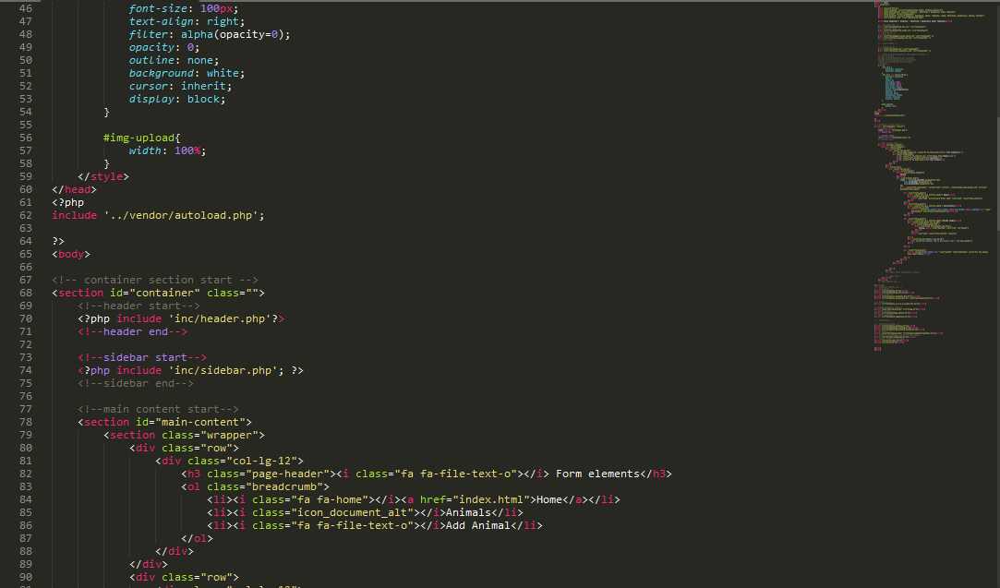 46 font-size: 100px;
47 text-align: right;
48 filter: alpha(opacity=0);
49 opacity: 0;
50 outline: none;
51 background: white;
52 cursor: inherit;
53 display: block;
54 }
55
56 #img-upload{
57 width: 100%;
58 }
59 </style>
60 </head>
61 <?php
62 include '../vendor/autoload.php';
63
64 ?>
65 <body>
66
67 <!-- container section start -->
68 <section id="container" class="">
69 <!--header start-->
70 <?php include 'inc/header.php'?>
71 <!--header end-->
72
73 <!--sidebar start-->
74 <?php include 'inc/sidebar.php'; ?>
75 <!--sidebar end-->
76
77 <!--main content start-->
78 <section id="main-content">
79 <section class="wrapper">
80 <div class="row">
81 <div class="col-lg-12">
82 <h3 class="page-header"><i class="fa fa-file-text-o"></i> Form elements</h3>
83 <ol class="breadcrumb">
84 <li><i class="fa fa-home"></i><a href="index.html">Home</a></li>
85 <li><i class="icon_document_alt"></i>Animals</li>
86 <li><i class="fa fa-file-text-o"></i>Add Animal</li>
87 </ol>
88 </div>
89 </div>
90 <div class="row">